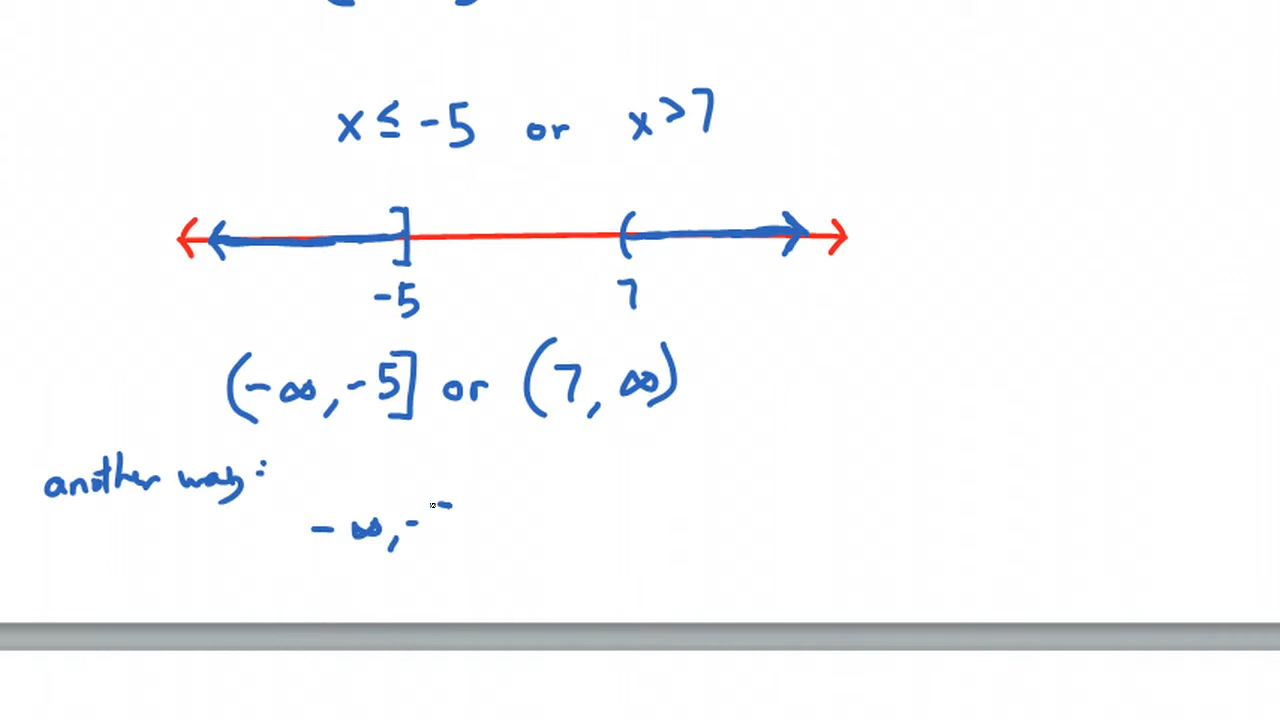 x ≤ -5 or x > 7
-5 7
(-∞, -5] or (7, ∞)
another way:
- ∞, -